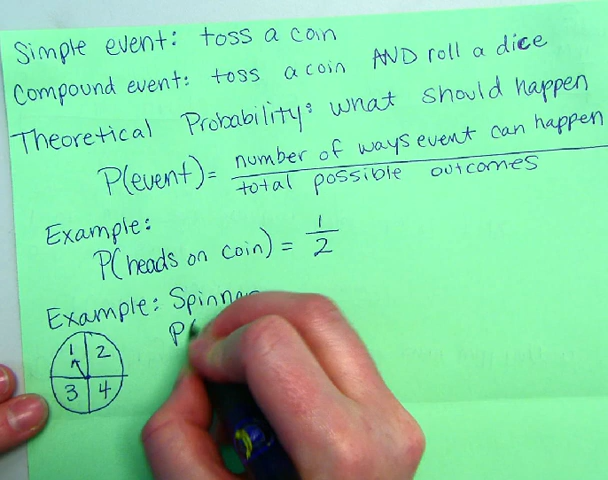 Simple event: toss a coin
Compound event: toss a coin AND roll a dice
Theoretical Probability: what should happen
P(event) = number of ways event can happen
total possible outcomes
Example:
P(heads on coin) = 1
2
Example:
P(
1 2
3 4